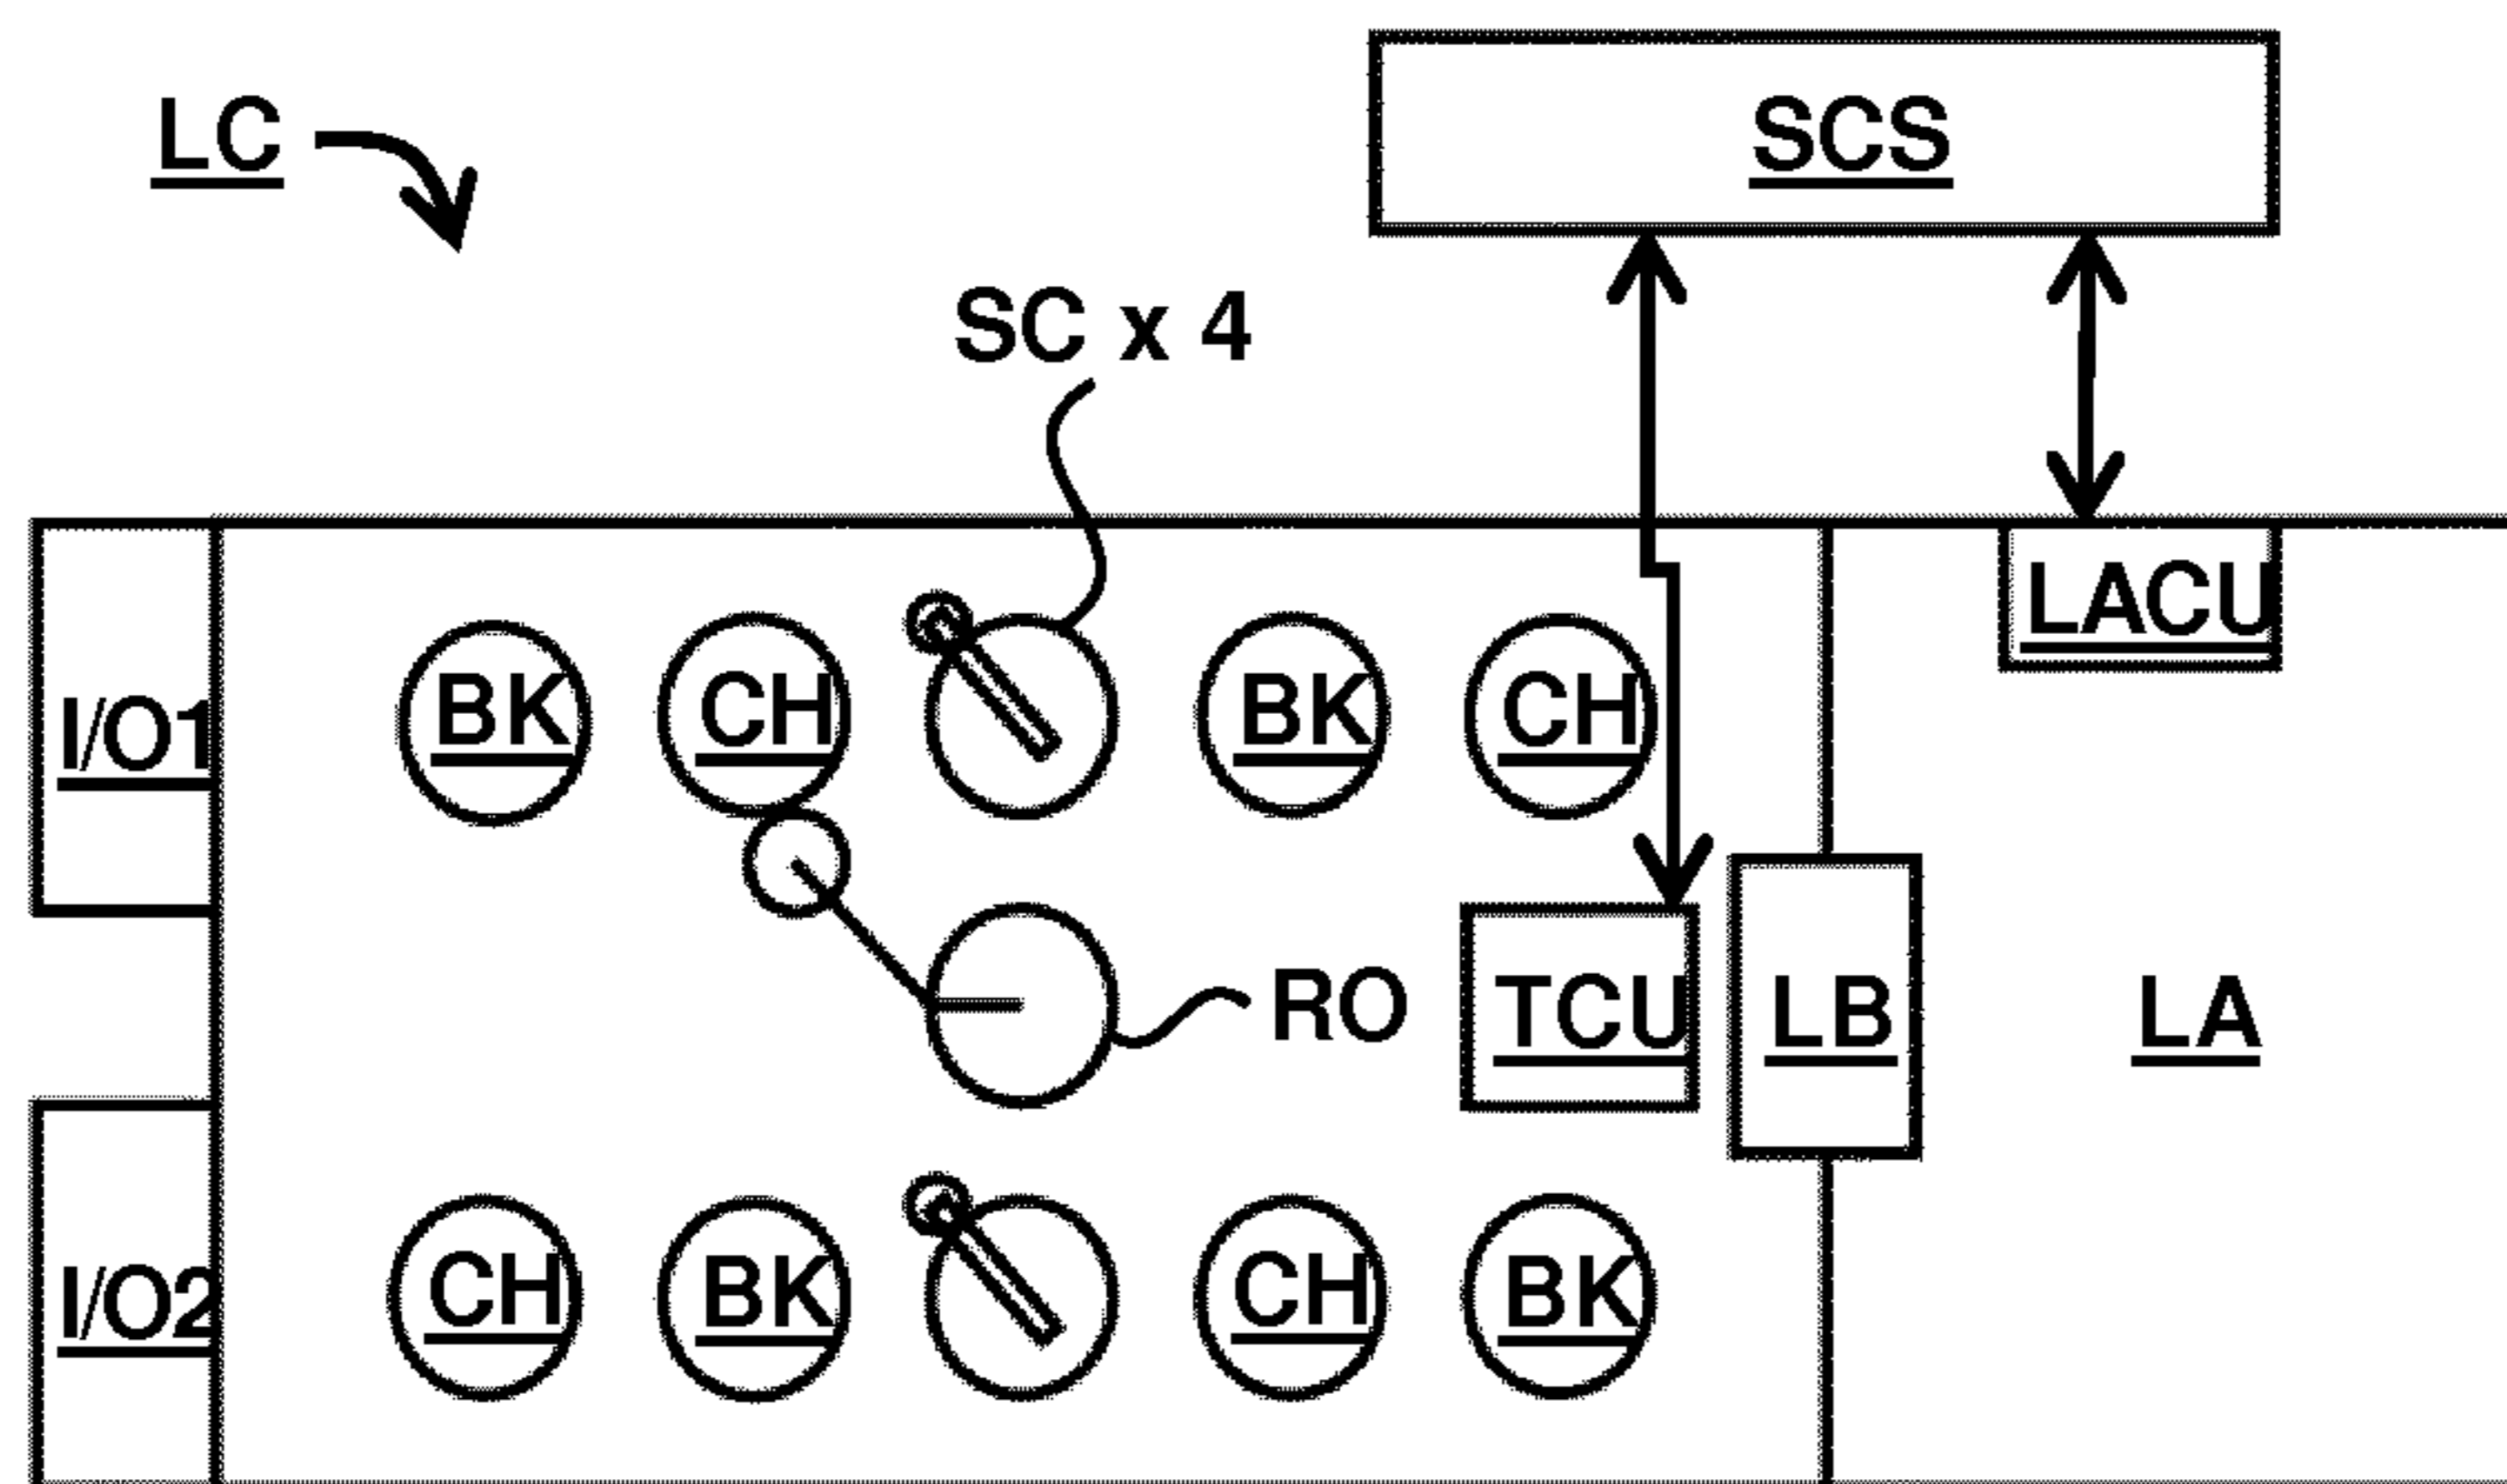 LC
SCS
SC x 4
LACU
I/O1
BK
CH
BK
CH
RO
TCU
LB
LA
I/O2
CH
BK
CH
BK